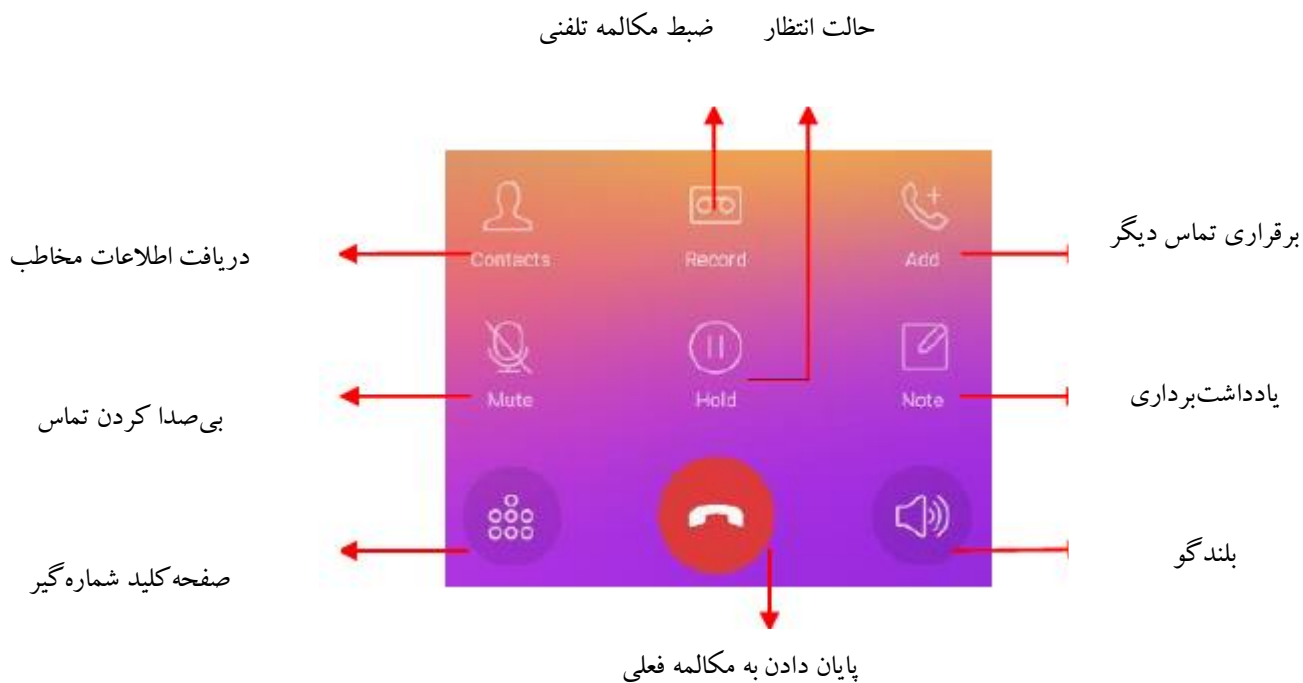 ضبط مکالمه تلفنی
حالت انتظار
Contacts
Record
Add
برقراری تماس دیگر
دریافت اطلاعات مخاطب
Mute
Hold
Note
یادداشت‌برداری
بی‌صدا کردن تماس
بلندگو
صفحه‌کلید شماره‌گیر
پایان دادن به مکالمه فعلی